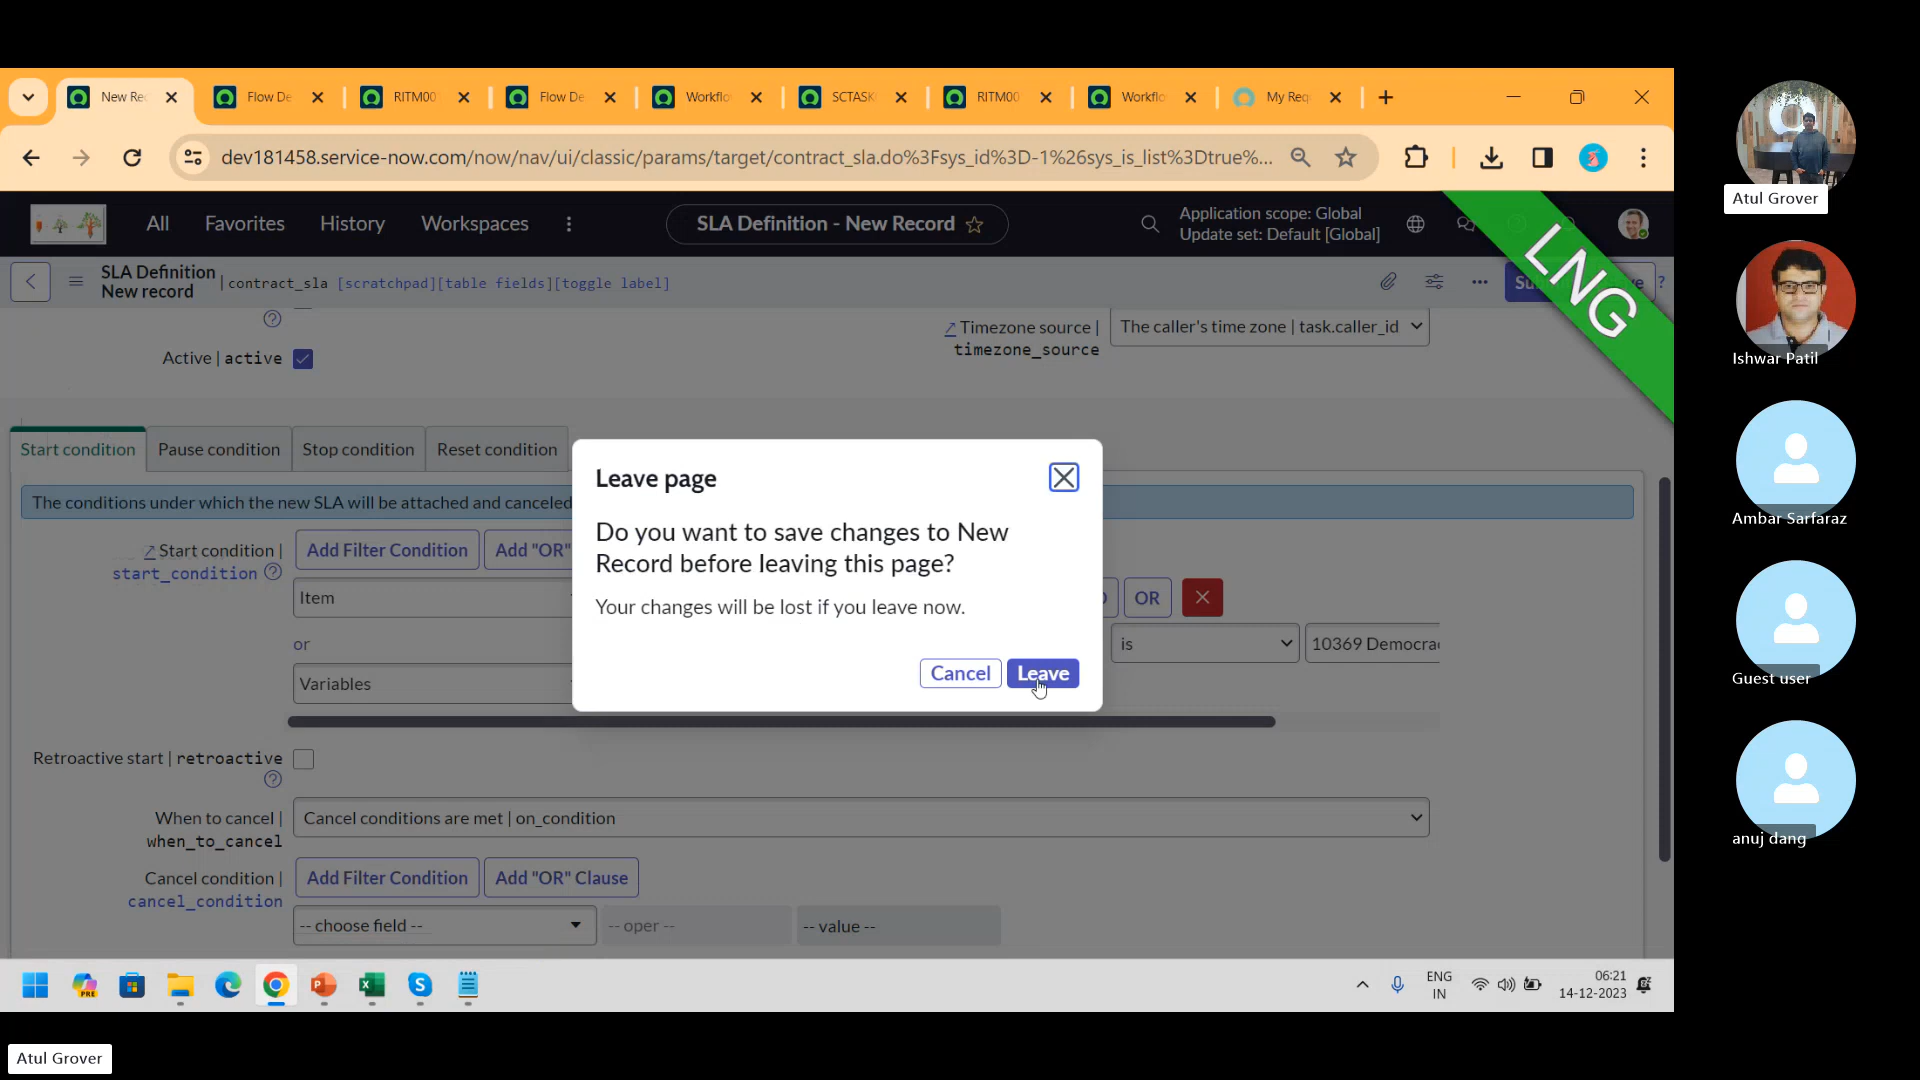 New Re
Flow De
RITM00
Flow De
Workflo
SCTASK
RITM00
Workflo
My Req
dev181458.service-now.com/now/nav/ui/classic/params/target/contract_sla.do%3Fsys_id%3D-1%26sys_is_list%3Dtrue%...
All
Favorites
History
Workspaces
SLA Definition - New Record
Application scope: Global
Update set: Default [Global]
LNG
SLA Definition
New record
contract_sla [scratchpad][table fields][toggle label]
?
Active | active
Timezone source |
timezone_source
The caller's time zone | task.caller_id
Start condition
Pause condition
Stop condition
Reset condition
The conditions under which the new SLA will be attached and canceled
Start condition |
start_condition
Add Filter Condition
Add "OR"
Item
OR
or
is
10369 Democra
Variables
Leave page
Do you want to save changes to New
Record before leaving this page?
Your changes will be lost if you leave now.
Cancel
Leave
Retroactive start | retroactive
When to cancel |
when_to_cancel
Cancel conditions are met | on_condition
Cancel condition |
cancel_condition
Add Filter Condition
Add "OR" Clause
-- choose field --
-- oper --
-- value --
PRE
ENG
IN
06:21
14-12-2023
Atul Grover
Ishwar Patil
Ambar Sarfaraz
Guest user
anuj dang
Atul Grover